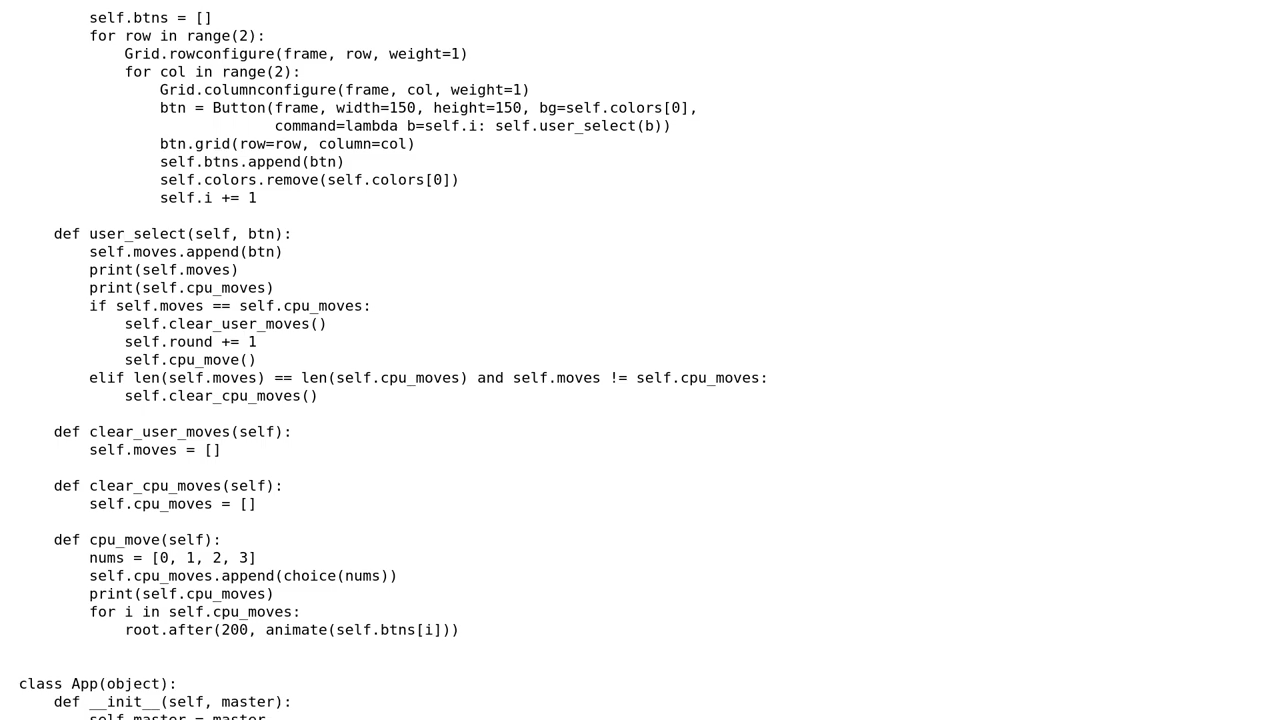 self.btns = []
        for row in range(2):
            Grid.rowconfigure(frame, row, weight=1)
            for col in range(2):
                Grid.columnconfigure(frame, col, weight=1)
                btn = Button(frame, width=150, height=150, bg=self.colors[0],
                             command=lambda b=self.i: self.user_select(b))
                btn.grid(row=row, column=col)
                self.btns.append(btn)
                self.colors.remove(self.colors[0])
                self.i += 1

    def user_select(self, btn):
        self.moves.append(btn)
        print(self.moves)
        print(self.cpu_moves)
        if self.moves == self.cpu_moves:
            self.clear_user_moves()
            self.round += 1
            self.cpu_move()
        elif len(self.moves) == len(self.cpu_moves) and self.moves != self.cpu_moves:
            self.clear_cpu_moves()

    def clear_user_moves(self):
        self.moves = []

    def clear_cpu_moves(self):
        self.cpu_moves = []

    def cpu_move(self):
        nums = [0, 1, 2, 3]
        self.cpu_moves.append(choice(nums))
        print(self.cpu_moves)
        for i in self.cpu_moves:
            root.after(200, animate(self.btns[i]))


class App(object):
    def __init__(self, master):
        self.master = master